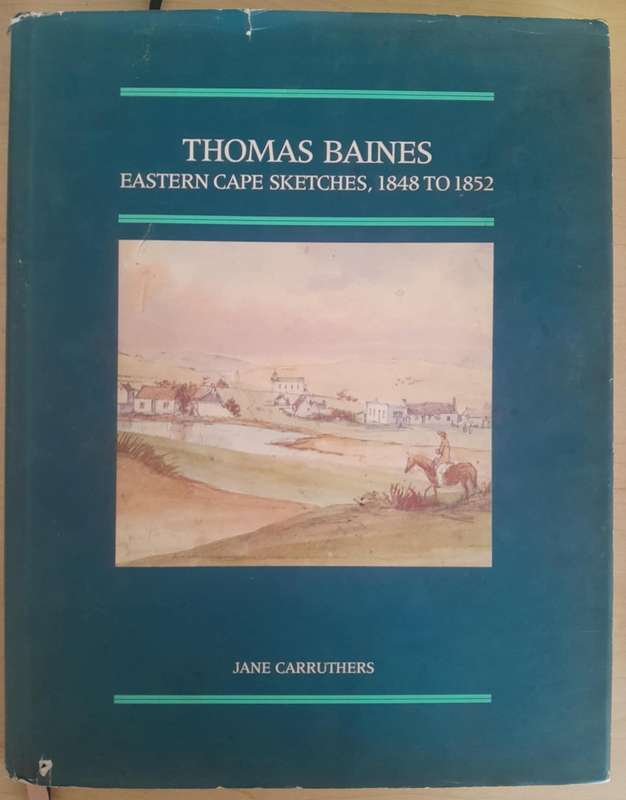 THOMAS BAINES
EASTERN CAPE SKETCHES, 1848 TO 1852
JANE CARRUTHERS